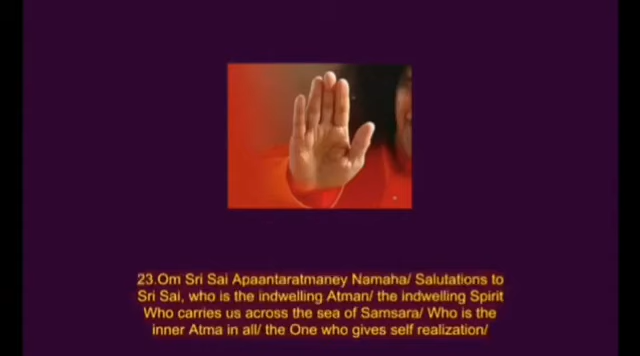 23.Om Sri Sai Apaantaratmaney Namaha/ Salutations to
Sri Sai, who is the indwelling Atman/ the indwelling Spirit
Who carries us across the sea of Samsara/ Who is the
inner Atma in all/ the One who gives self realization/